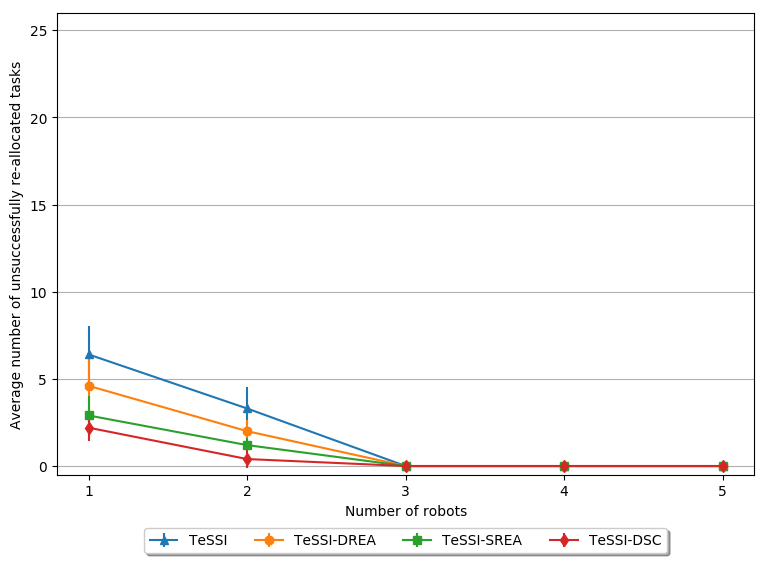 25
20
15
10
5
0
Average number of unsuccessfully re-allocated tasks
1 2 3 4 5
Number of robots
TeSSI TeSSI-DREA TeSSI-SREA TeSSI-DSC